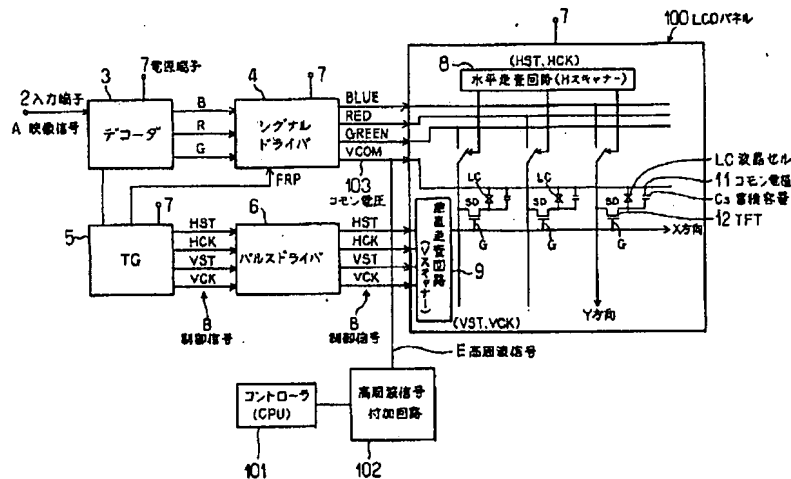 7
100 LCDパネル
7 電圧端子
3
4
7
2 入力端子
A 映像信号
デコーダ
B
R
G
シグナル
ドライバ
BLUE
RED
GREEN
VCOM
FRP
103
コモン電圧
(HST, HCK)
8
水平走査回路(Hスキャナー)
LC
LC
LC 液晶セル
11 コモン電圧
Cs 蓄積容量
12 TFT
SD
SD
SD
G
G
G
X方向
Y方向
垂直走査回路
(Vスキャナー)
9
(VST, VCK)
5
7
TG
HST
HCK
VST
VCK
B
制御信号
6
パルスドライバ
HST
HCK
VST
VCK
B
制御信号
E 高周波信号
コントローラ
(CPU)
101
高周波信号
付加回路
102